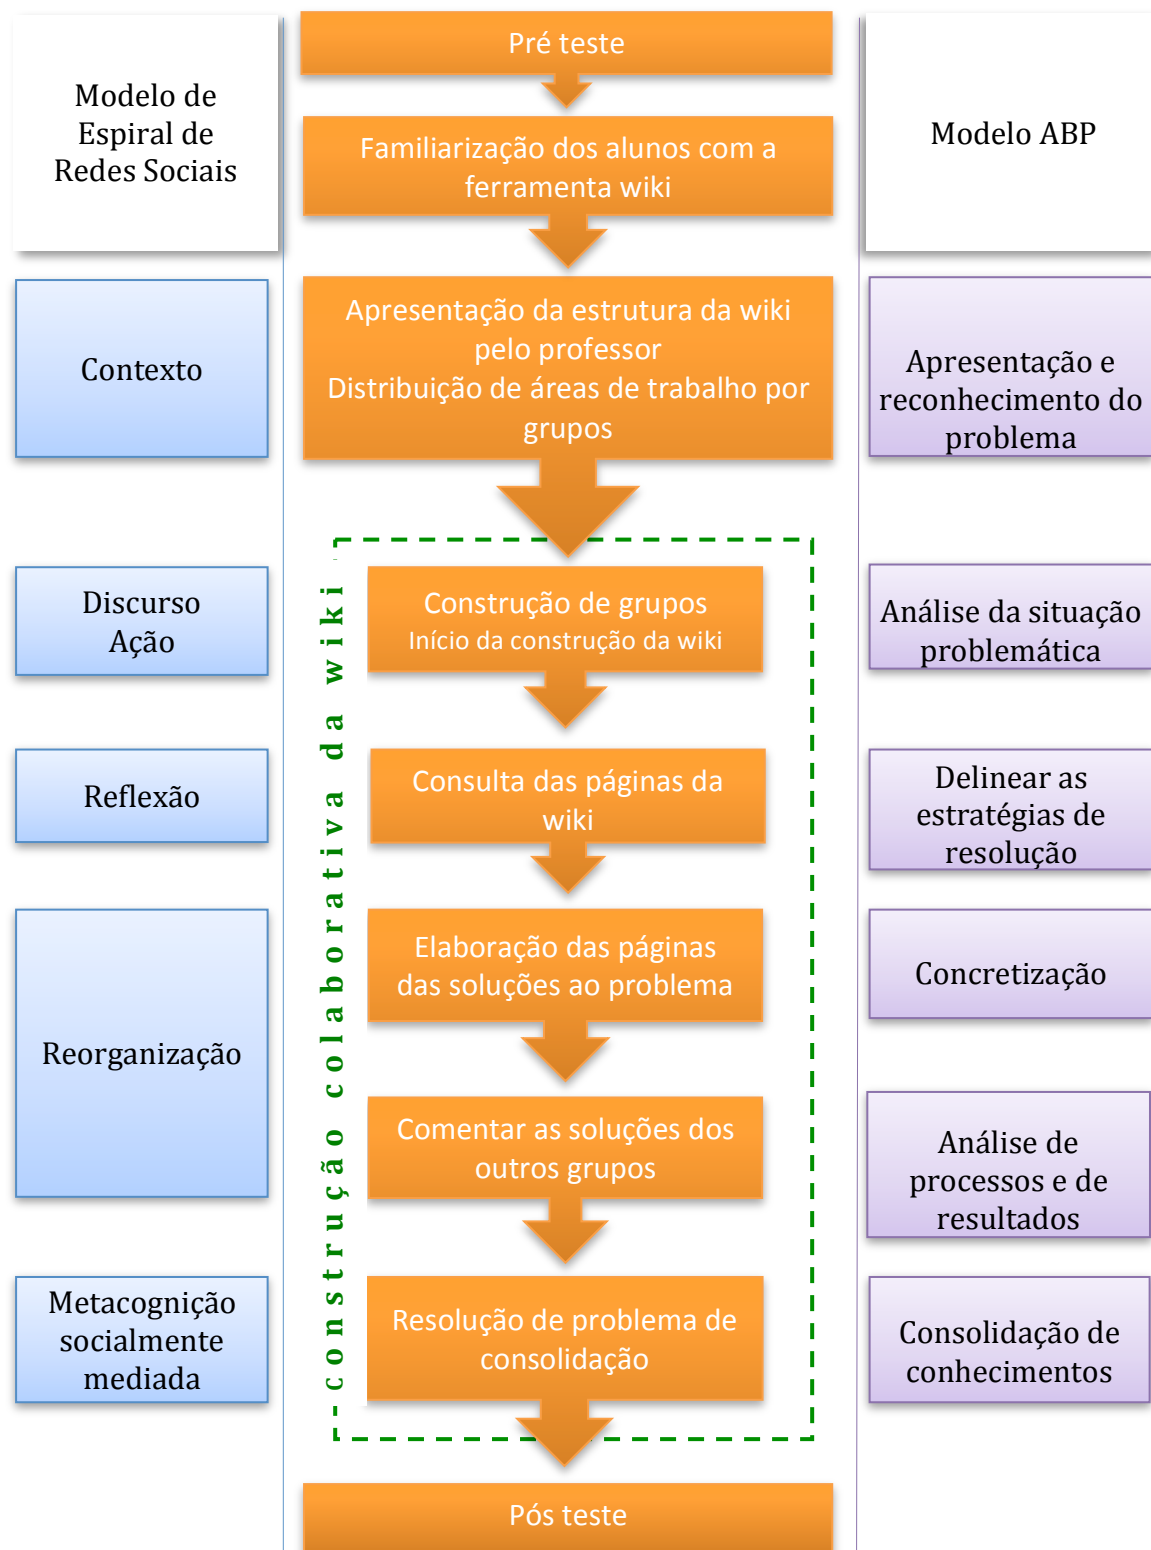 Pré teste
Modelo de
Espiral de
Redes Sociais
Familiarização dos alunos com a
ferramenta wiki
Modelo ABP
Contexto
Apresentação da estrutura da wiki
pelo professor
Distribuição de áreas de trabalho por
grupos
Apresentação e
reconhecimento do
problema
construção colaborativa da wiki
Discurso
Ação
Construção de grupos
Início da construção da wiki
Análise da situação
problemática
Reflexão
Consulta das páginas da
wiki
Delinear as
estratégias de
resolução
Reorganização
Elaboração das páginas
das soluções ao problema
Concretização
Comentar as soluções dos
outros grupos
Análise de
processos e de
resultados
Metacognição
socialmente
mediada
Resolução de problema de
consolidação
Consolidação de
conhecimentos
Pós teste